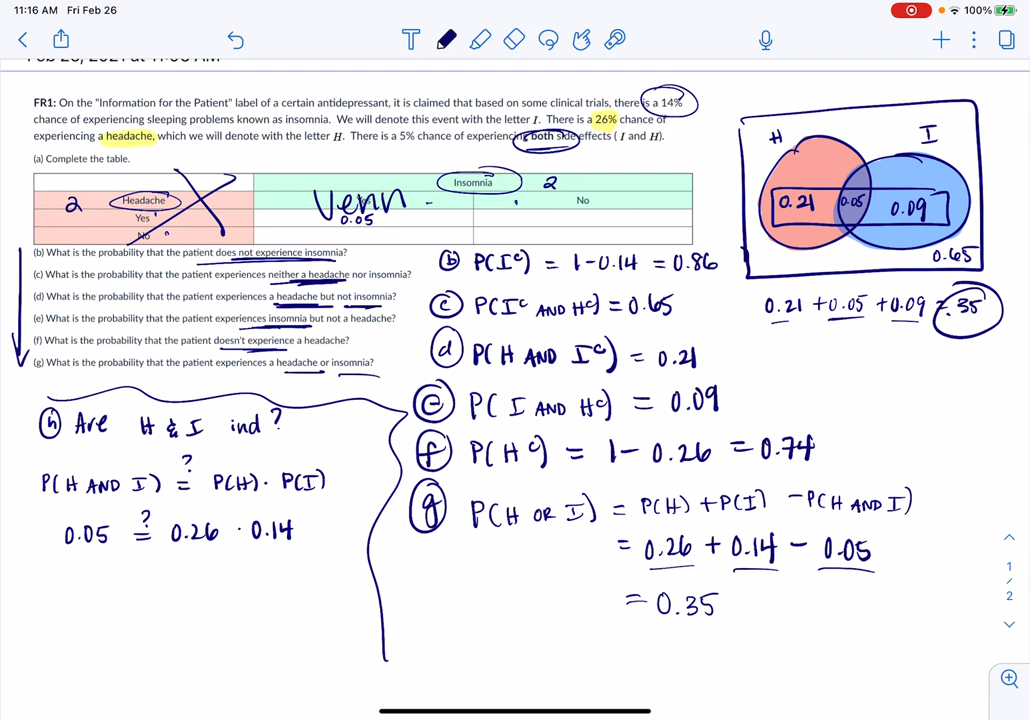 11:16 AM Fri Feb 26
100%
FR1: On the "Information for the Patient" label of a certain antidepressant, it is claimed that based on some clinical trials, there is a 14%
chance of experiencing sleeping problems known as insomnia. We will denote this event with the letter I. There is a 26% chance of
experiencing a headache, which we will denote with the letter H. There is a 5% chance of experiencing both side effects ( I and H).
(a) Complete the table.
Insomnia 2
2 Headache Venn No
Yes 0.05
No
(b) What is the probability that the patient does not experience insomnia?
(c) What is the probability that the patient experiences neither a headache nor insomnia?
(d) What is the probability that the patient experiences a headache but not insomnia?
(e) What is the probability that the patient experiences insomnia but not a headache?
(f) What is the probability that the patient doesn't experience a headache?
(g) What is the probability that the patient experiences a headache or insomnia?
H I
0.21 0.05 0.09
0.65
0.21 + 0.05 + 0.09 = .35
(b) P(I^c) = 1 - 0.14 = 0.86
(c) P(I^c AND H^c) = 0.65
(d) P(H AND I^c) = 0.21
(e) P(I AND H^c) = 0.09
(f) P(H^c) = 1 - 0.26 = 0.74
(g) P(H OR I) = P(H) + P(I) - P(H AND I)
= 0.26 + 0.14 - 0.05
= 0.35
(h) Are H & I ind?
?
P(H AND I) = P(H) · P(I)
?
0.05 = 0.26 · 0.14
1
/
2